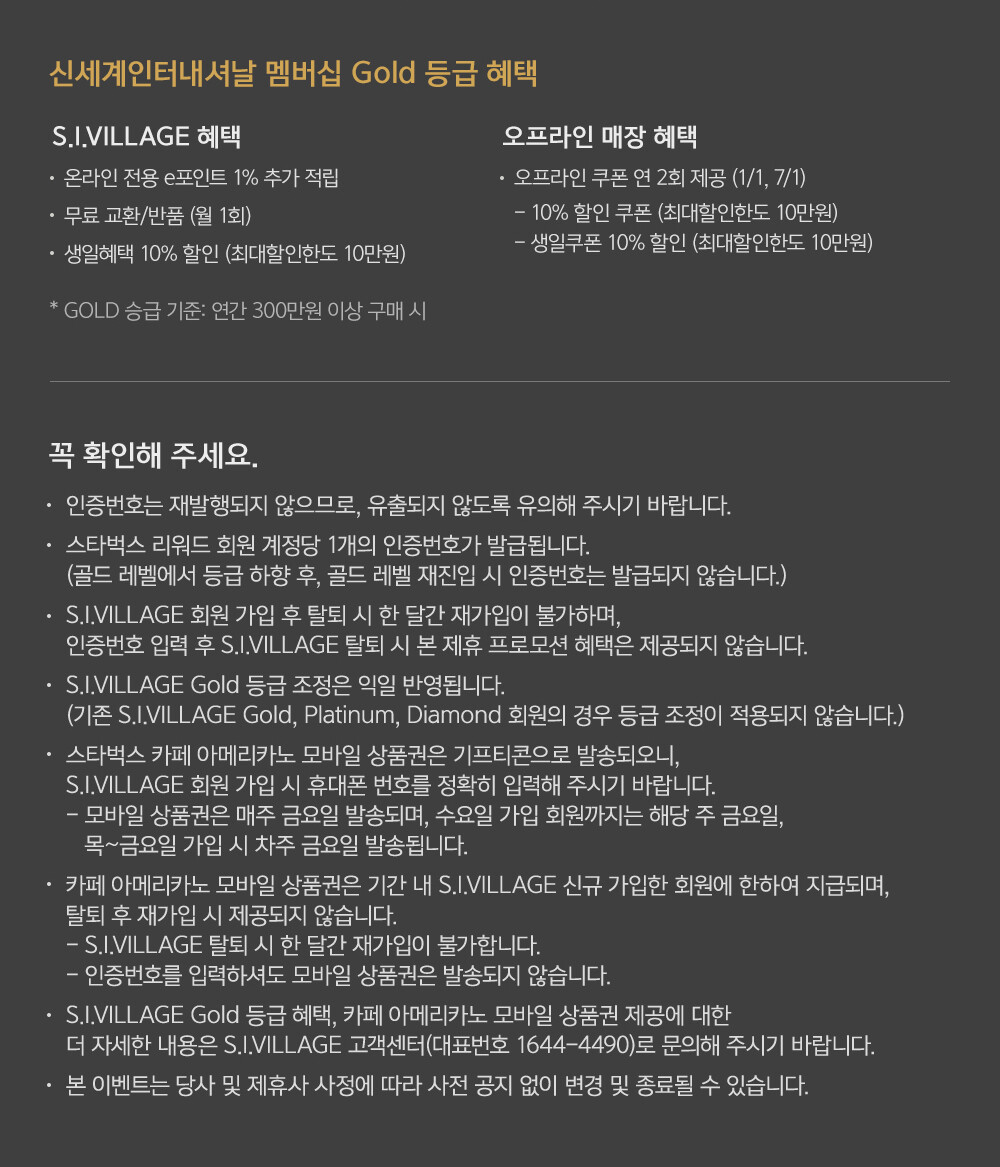 신세계인터내셔날 멤버십 Gold 등급 혜택
S.I.VILLAGE 혜택
• 온라인 전용 e포인트 1% 추가 적립
• 무료 교환/반품 (월 1회)
• 생일혜택 10% 할인 (최대할인한도 10만원)
오프라인 매장 혜택
• 오프라인 쿠폰 연 2회 제공 (1/1, 7/1)
- 10% 할인 쿠폰 (최대할인한도 10만원)
- 생일쿠폰 10% 할인 (최대할인한도 10만원)
* GOLD 승급 기준: 연간 300만원 이상 구매 시
꼭 확인해 주세요.
• 인증번호는 재발행되지 않으므로, 유출되지 않도록 유의해 주시기 바랍니다.
• 스타벅스 리워드 회원 계정당 1개의 인증번호가 발급됩니다.
(골드 레벨에서 등급 하향 후, 골드 레벨 재진입 시 인증번호는 발급되지 않습니다.)
• S.I.VILLAGE 회원 가입 후 탈퇴 시 한 달간 재가입이 불가하며,
인증번호 입력 후 S.I.VILLAGE 탈퇴 시 본 제휴 프로모션 혜택은 제공되지 않습니다.
• S.I.VILLAGE Gold 등급 조정은 익일 반영됩니다.
(기존 S.I.VILLAGE Gold, Platinum, Diamond 회원의 경우 등급 조정이 적용되지 않습니다.)
• 스타벅스 카페 아메리카노 모바일 상품권은 기프티콘으로 발송되오니,
S.I.VILLAGE 회원 가입 시 휴대폰 번호를 정확히 입력해 주시기 바랍니다.
- 모바일 상품권은 매주 금요일 발송되며, 수요일 가입 회원까지는 해당 주 금요일,
목~금요일 가입 시 차주 금요일 발송됩니다.
• 카페 아메리카노 모바일 상품권은 기간 내 S.I.VILLAGE 신규 가입한 회원에 한하여 지급되며,
탈퇴 후 재가입 시 제공되지 않습니다.
- S.I.VILLAGE 탈퇴 시 한 달간 재가입이 불가합니다.
- 인증번호를 입력하셔도 모바일 상품권은 발송되지 않습니다.
• S.I.VILLAGE Gold 등급 혜택, 카페 아메리카노 모바일 상품권 제공에 대한
더 자세한 내용은 S.I.VILLAGE 고객센터(대표번호 1644-4490)로 문의해 주시기 바랍니다.
• 본 이벤트는 당사 및 제휴사 사정에 따라 사전 공지 없이 변경 및 종료될 수 있습니다.